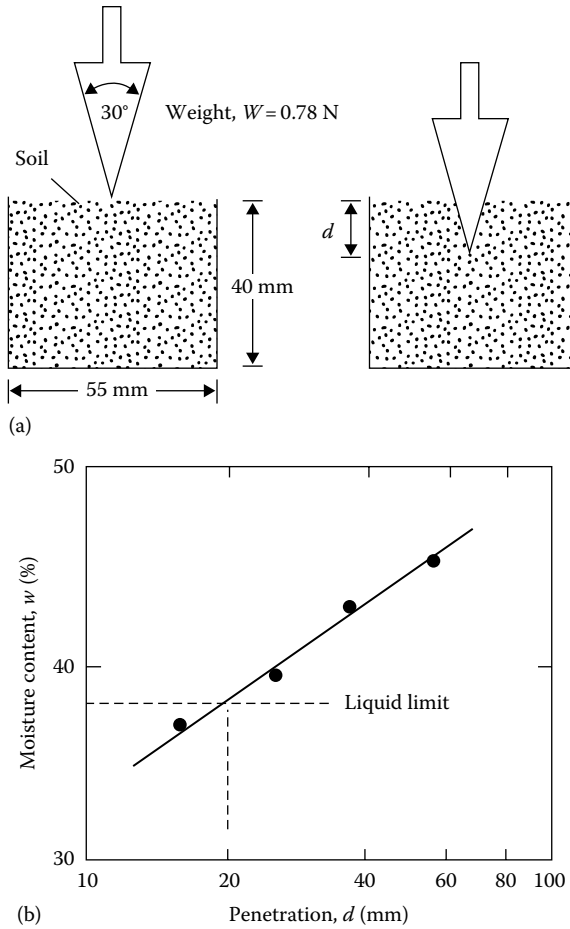 30°
Weight, W = 0.78 N
Soil
d
40 mm
55 mm
(a)
50
40
30
Moisture content, w (%)
Liquid limit
10 20 40 60 80 100
(b) Penetration, d (mm)